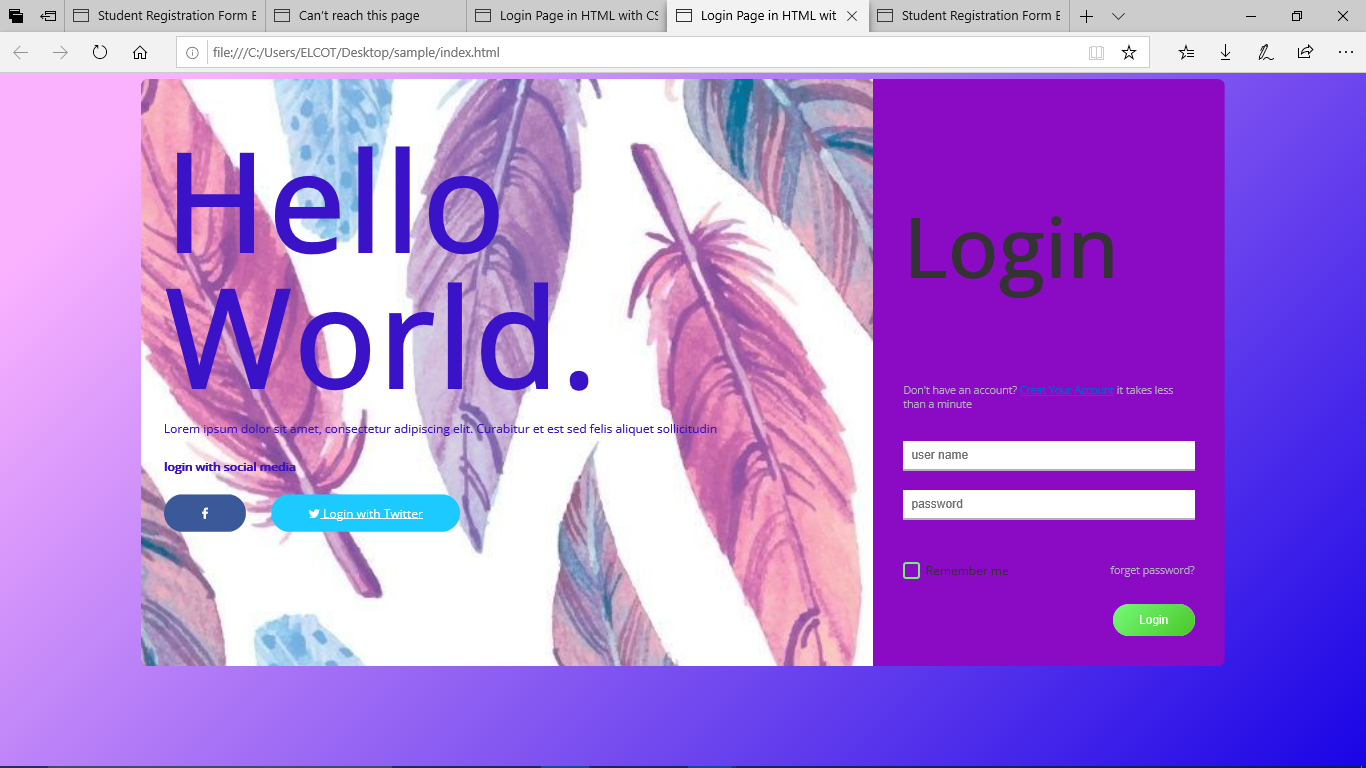 Student Registration Form E
Can't reach this page
Login Page in HTML with CS
Login Page in HTML wit
Student Registration Form E
file:///C:/Users/ELCOT/Desktop/sample/index.html
Hello
World.
Lorem ipsum dolor sit amet, consectetur adipiscing elit. Curabitur et est sed felis aliquet sollicitudin
login with social media
f
Login with Twitter
Login
Don't have an account? Creat Your Account it takes less
than a minute
user name
password
Remember me
forget password?
Login